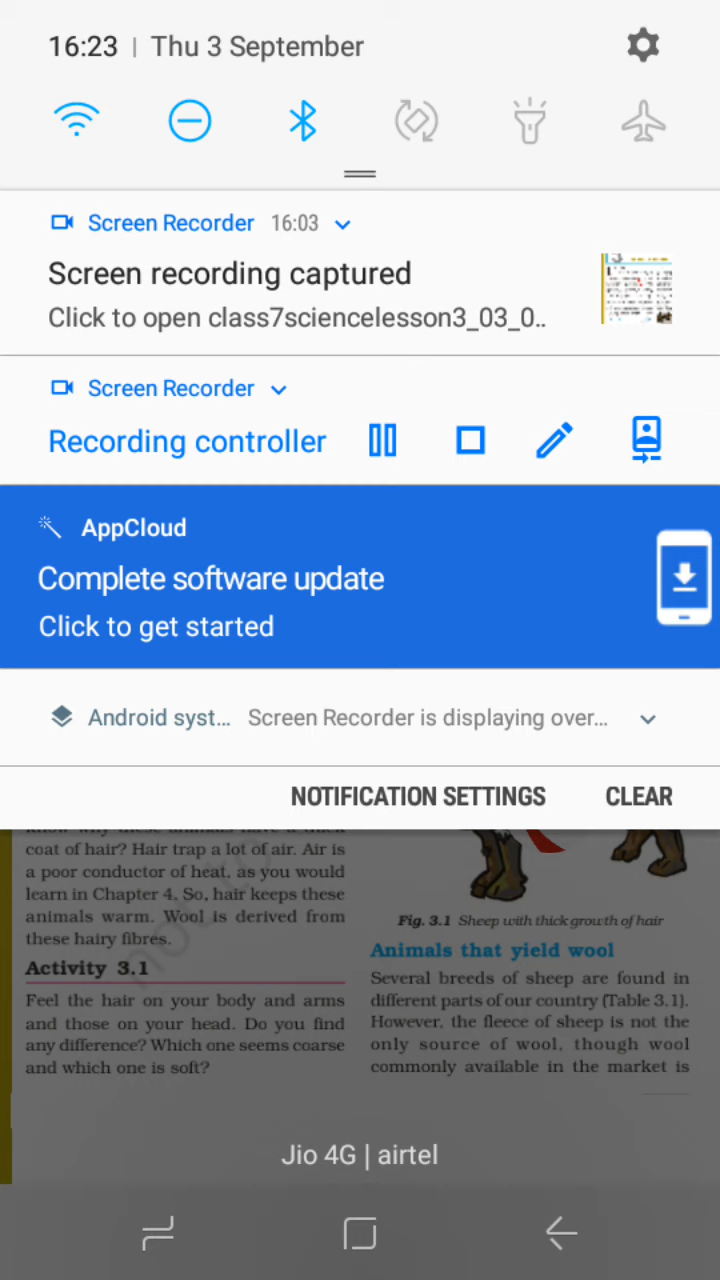 16:23 | Thu 3 September
Screen Recorder 16:03
Screen recording captured
Click to open class7sciencelesson3_03_0..
Screen Recorder
Recording controller
AppCloud
Complete software update
Click to get started
Android syst... Screen Recorder is displaying over...
NOTIFICATION SETTINGS CLEAR
know why these animals have a thick
coat of hair? Hair trap a lot of air. Air is
a poor conductor of heat, as you would
learn in Chapter 4. So, hair keeps these
animals warm. Wool is derived from
these hairy fibres.
Activity 3.1
Feel the hair on your body and arms
and those on your head. Do you find
any difference? Which one seems coarse
and which one is soft?
Fig. 3.1 Sheep with thick growth of hair
Animals that yield wool
Several breeds of sheep are found in
different parts of our country (Table 3.1).
However, the fleece of sheep is not the
only source of wool, though wool
commonly available in the market is
not to
Jio 4G | airtel